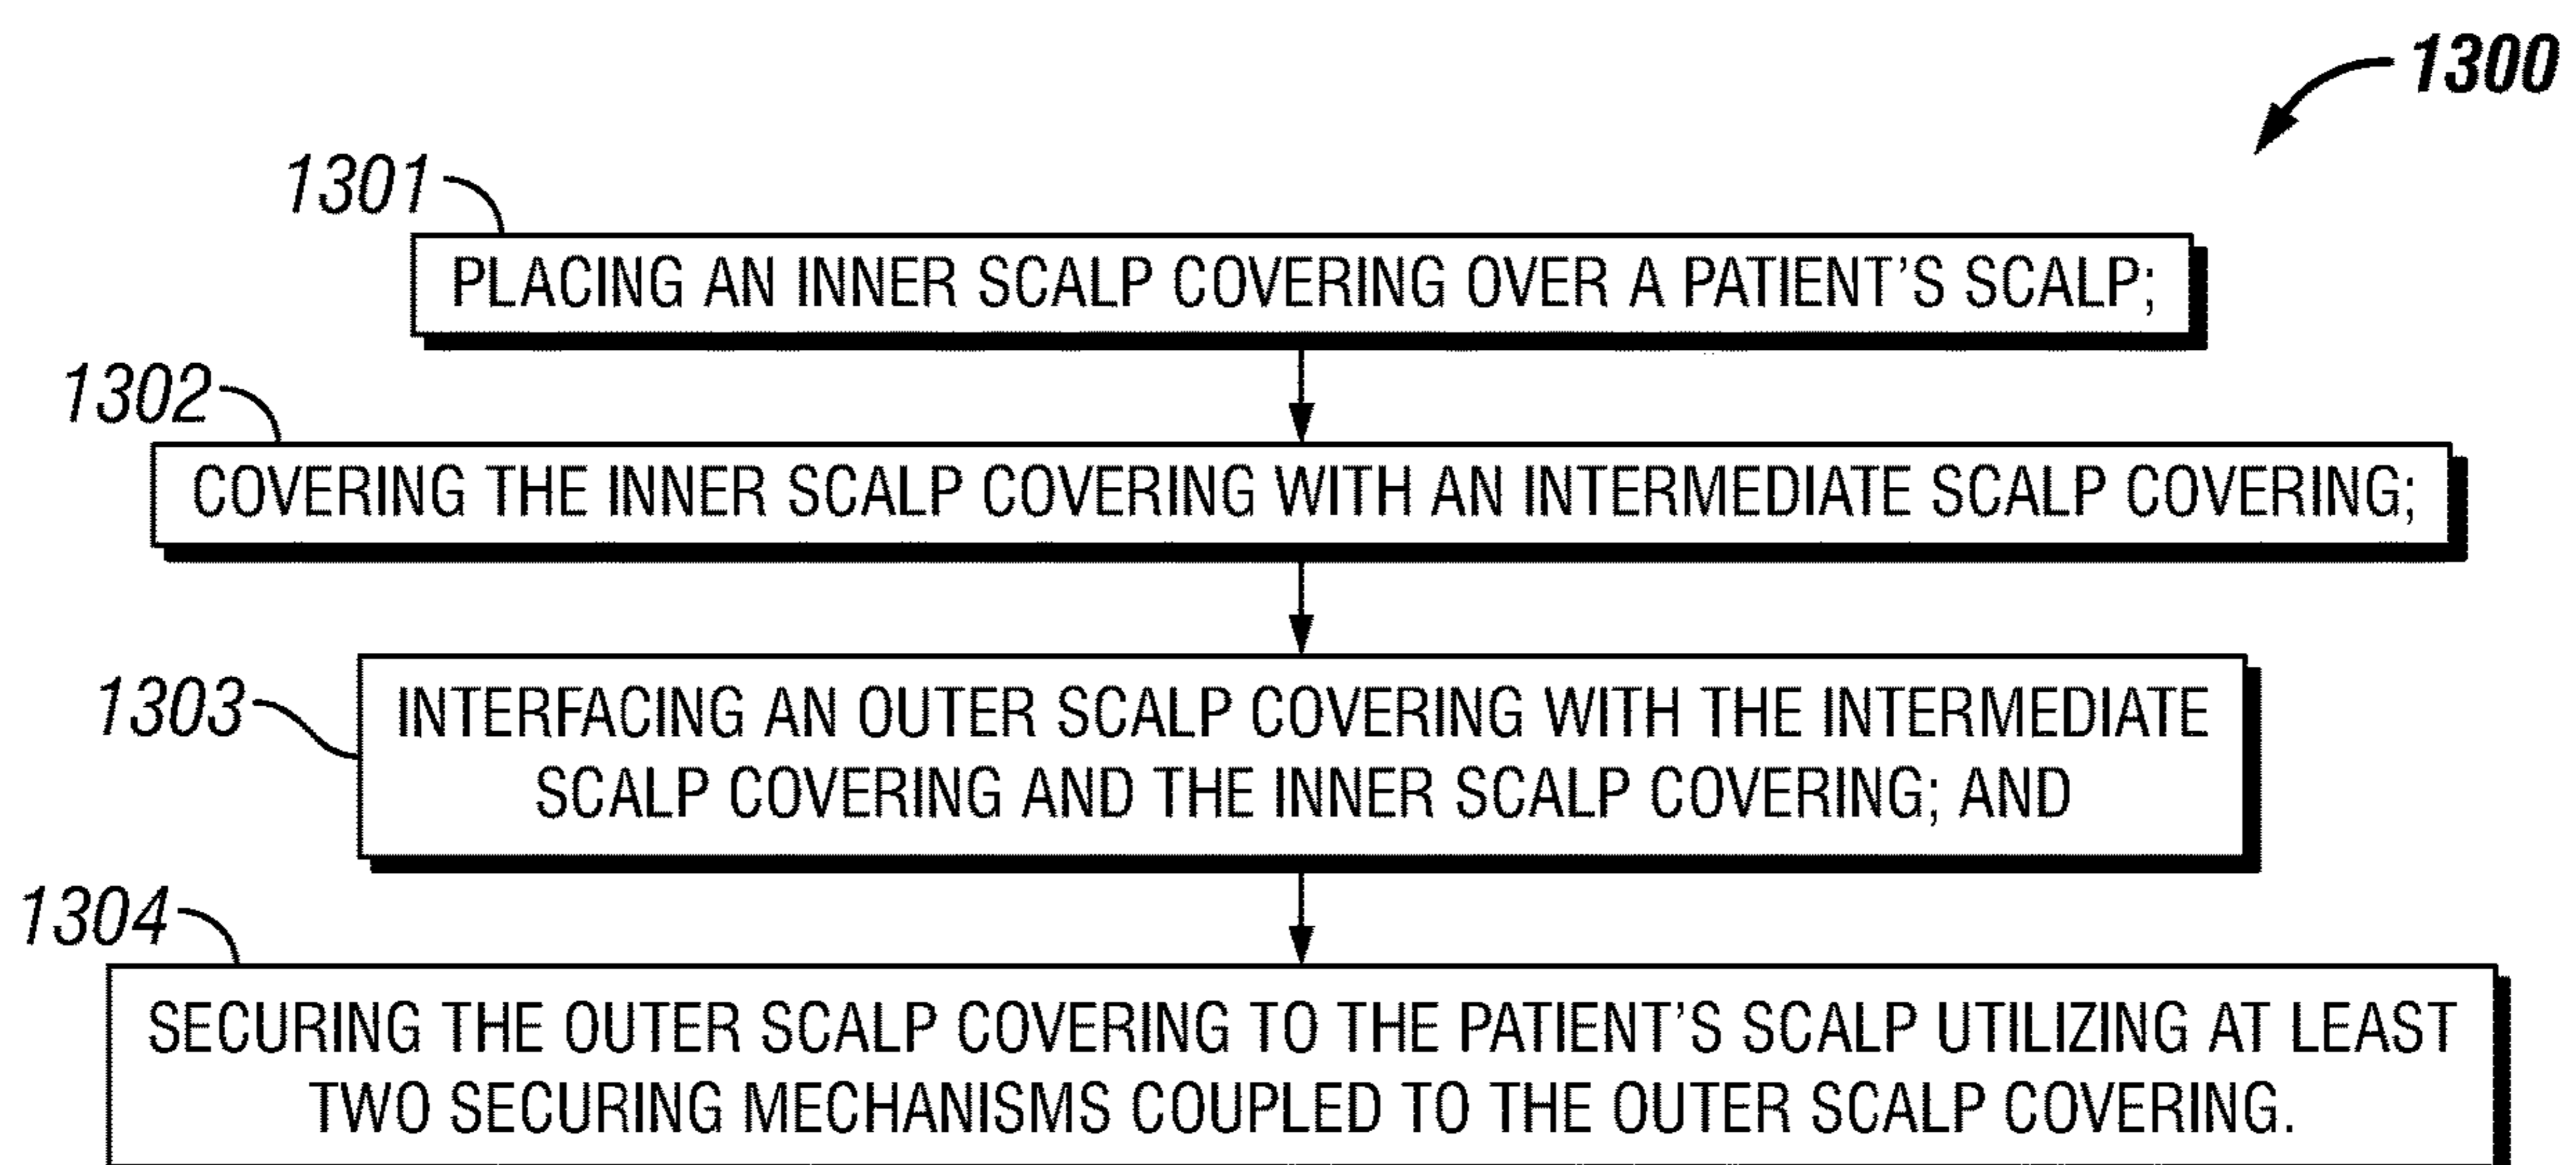 1300
1301
PLACING AN INNER SCALP COVERING OVER A PATIENT'S SCALP;
1302
COVERING THE INNER SCALP COVERING WITH AN INTERMEDIATE SCALP COVERING;
1303
INTERFACING AN OUTER SCALP COVERING WITH THE INTERMEDIATE
SCALP COVERING AND THE INNER SCALP COVERING; AND
1304
SECURING THE OUTER SCALP COVERING TO THE PATIENT'S SCALP UTILIZING AT LEAST
TWO SECURING MECHANISMS COUPLED TO THE OUTER SCALP COVERING.